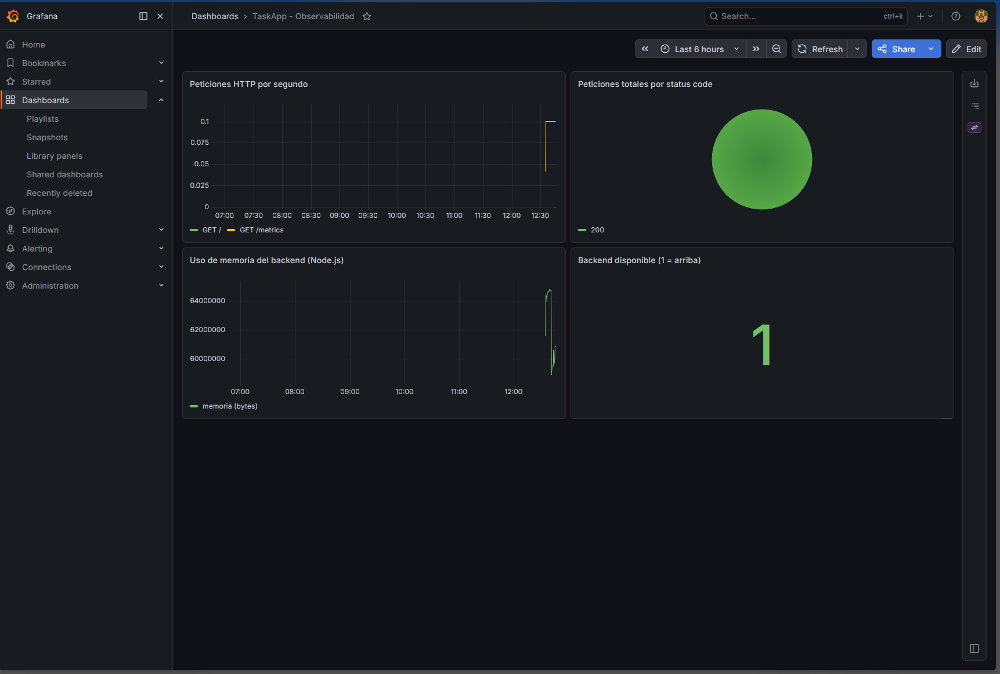 Grafana
Dashboards › TaskApp - Observabilidad
Search... ctrl+k
Home
Bookmarks
Starred
Dashboards
Playlists
Snapshots
Library panels
Shared dashboards
Recently deleted
Explore
Drilldown
Alerting
Connections
Administration
Last 6 hours
Refresh
Share
Edit
Peticiones HTTP por segundo
0.1
0.075
0.05
0.025
0
07:00 07:30 08:00 08:30 09:00 09:30 10:00 10:30 11:00 11:30 12:00 12:30
GET / GET /metrics
Peticiones totales por status code
200
Uso de memoria del backend (Node.js)
64000000
62000000
60000000
07:00 08:00 09:00 10:00 11:00 12:00
memoria (bytes)
Backend disponible (1 = arriba)
1